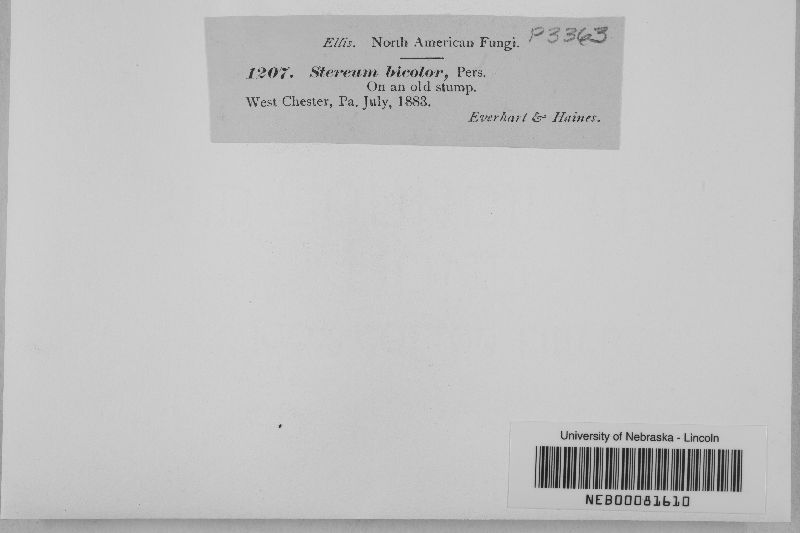 Ellis. North American Fungi. P3363
1207. Stereum bicolor, Pers.
On an old stump.
West Chester, Pa. July, 1883.
Everhart & Haines.
University of Nebraska - Lincoln
NEB00081610